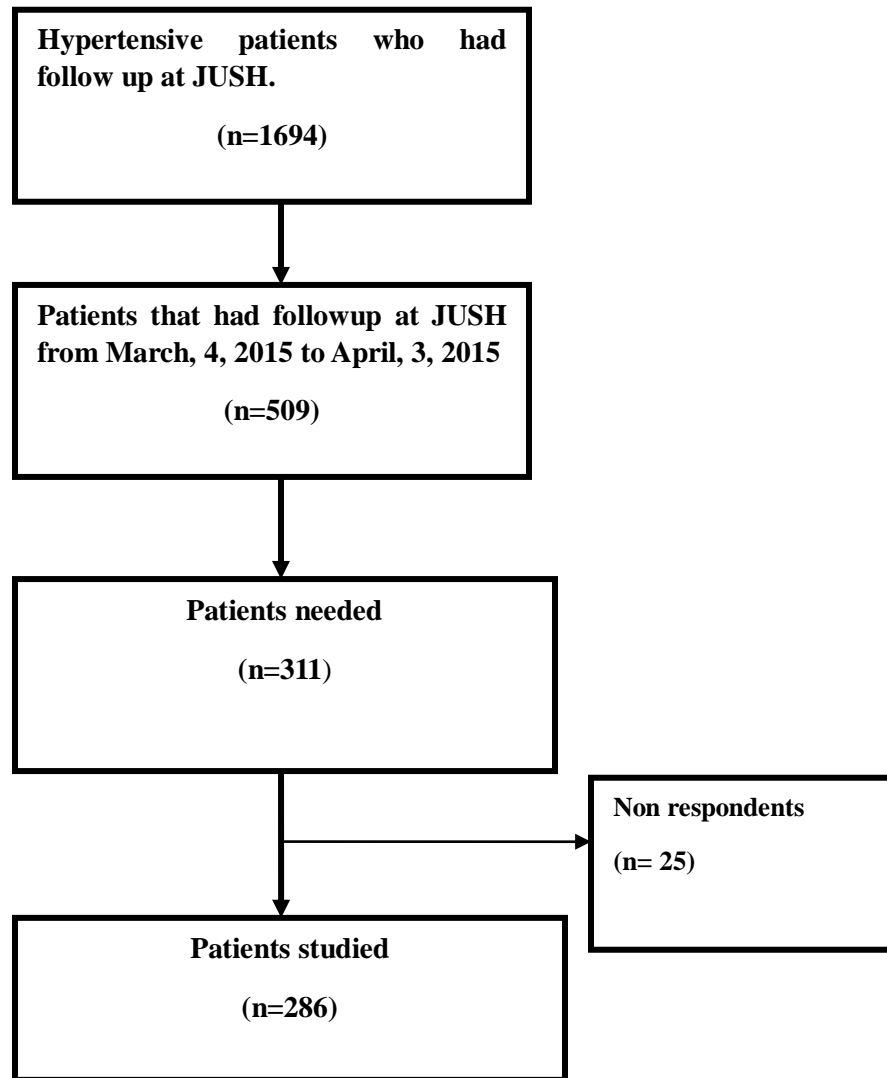 Hypertensive patients who had
follow up at JUSH.
(n=1694)
Patients that had followup at JUSH
from March, 4, 2015 to April, 3, 2015
(n=509)
Patients needed
(n=311)
Non respondents
(n= 25)
Patients studied
(n=286)